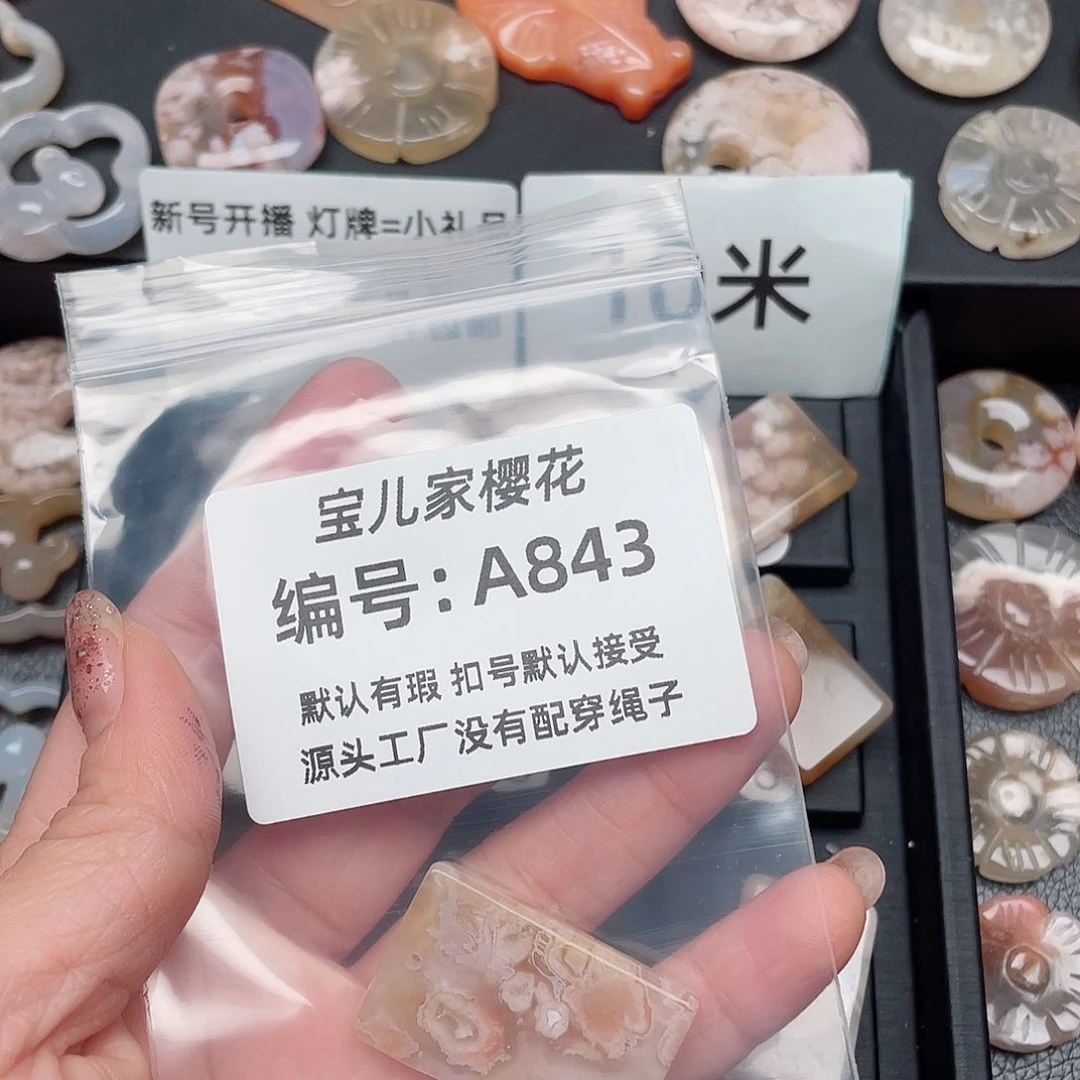 新号开播 灯牌=小礼品
米
宝儿家樱花
编号:A843
默认有瑕 扣号默认接受
源头工厂没有配穿绳子